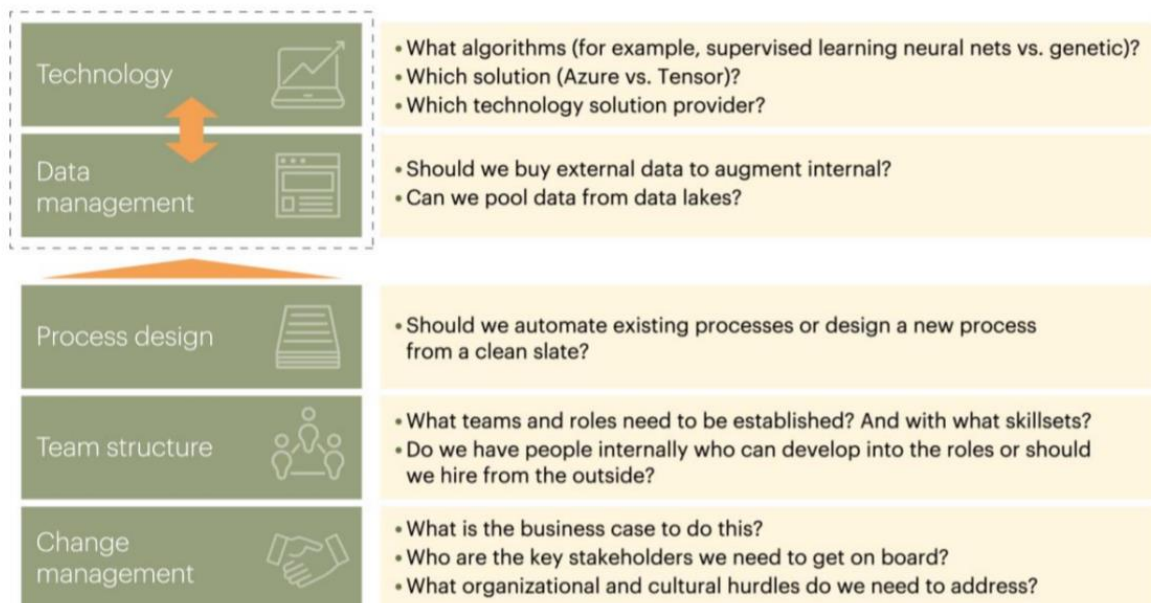 Technology
• What algorithms (for example, supervised learning neural nets vs. genetic)?
• Which solution (Azure vs. Tensor)?
• Which technology solution provider?
Data
management
• Should we buy external data to augment internal?
• Can we pool data from data lakes?
Process design
• Should we automate existing processes or design a new process
from a clean slate?
Team structure
• What teams and roles need to be established? And with what skillsets?
• Do we have people internally who can develop into the roles or should
we hire from the outside?
Change
management
• What is the business case to do this?
• Who are the key stakeholders we need to get on board?
• What organizational and cultural hurdles do we need to address?